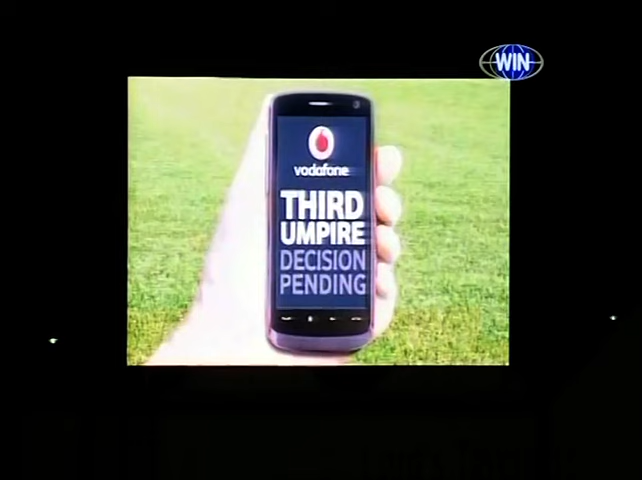 WIN
vodafone
THIRD
UMPIRE
DECISION
PENDING